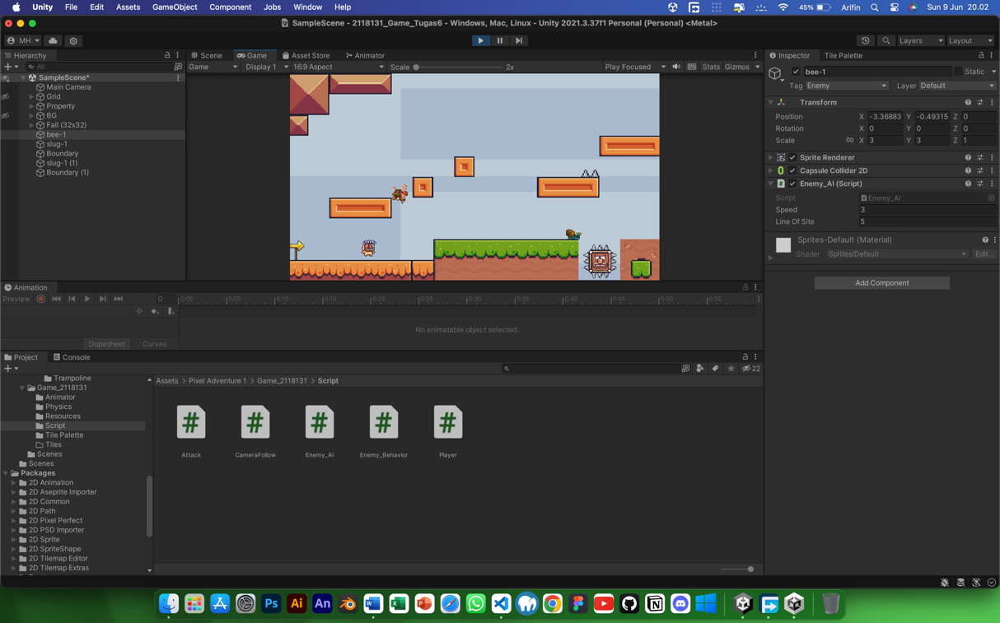 Unity File Edit Assets GameObject Component Jobs Window Help 46% Arifin Sun 9 Jun 20.02
SampleScene - 2118131_Game_Tugas6 - Windows, Mac, Linux - Unity 2021.3.37f1 Personal (Personal) <Metal>
MH Layers Layout
Hierarchy
All
SampleScene*
Main Camera
Grid
Property
BG
Fall (32x32)
bee-1
slug-1
Boundary
slug-1 (1)
Boundary (1)
Scene Game Asset Store Animator
Game Display 1 16:9 Aspect Scale 2x Play Focused Stats Gizmos
Inspector Tile Palette
bee-1 Static
Tag Enemy Layer Default
Transform
Position X -3.36883 Y -0.49315 Z 0
Rotation X 0 Y 0 Z 0
Scale X 3 Y 3 Z 1
Sprite Renderer
Capsule Collider 2D
Enemy_AI (Script)
Script Enemy_AI
Speed 3
Line Of Site 5
Sprites-Default (Material)
Shader Sprites/Default Edit...
Add Component
Animation
Preview 0 0:00 0:05 0:10 0:15 0:20 0:25 0:30 0:35 0:40 0:45 0:50 0:55
No animatable object selected.
Dopesheet Curves
Project Console
22
Trampoline
Game_2118131
Animator
Physics
Resources
Script
Tile Palette
Tiles
Scenes
Scenes
Packages
2D Animation
2D Aseprite Importer
2D Common
2D Path
2D Pixel Perfect
2D PSD Importer
2D Sprite
2D SpriteShape
2D Tilemap Editor
2D Tilemap Extras
Assets > Pixel Adventure 1 > Game_2118131 > Script
# # # # #
Attack CameraFollow Enemy_AI Enemy_Behavior Player
Ps Ai An